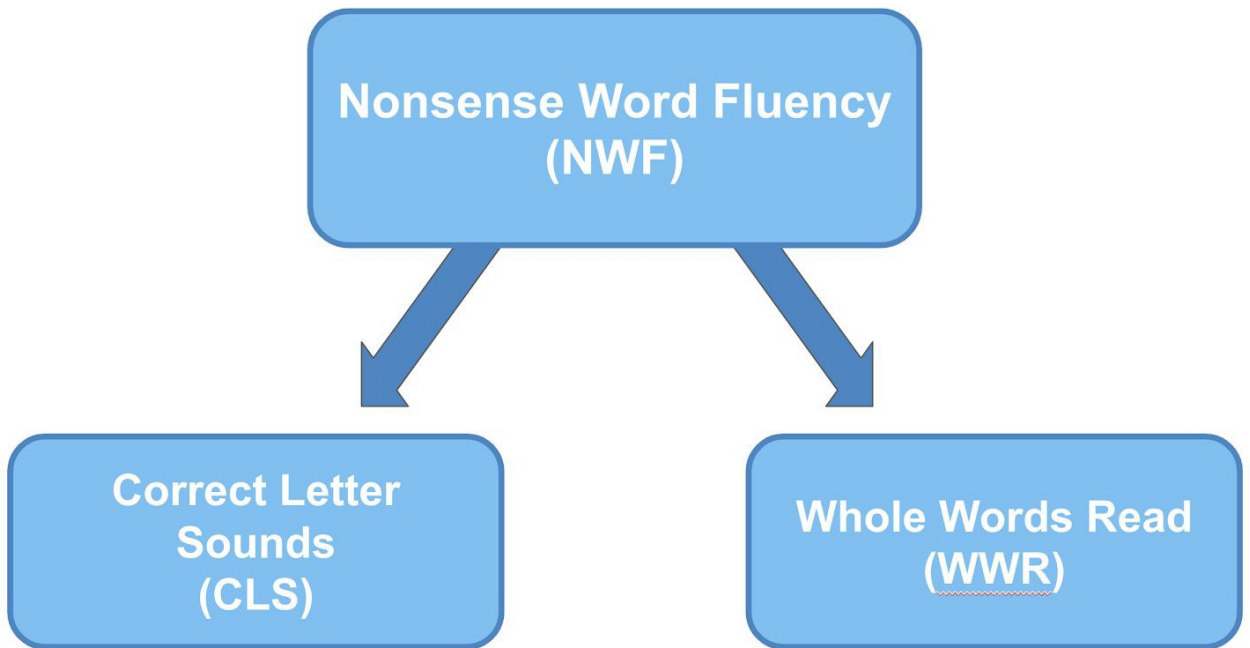 Nonsense Word Fluency
(NWF)
Correct Letter
Sounds
(CLS)
Whole Words Read
(WWR)